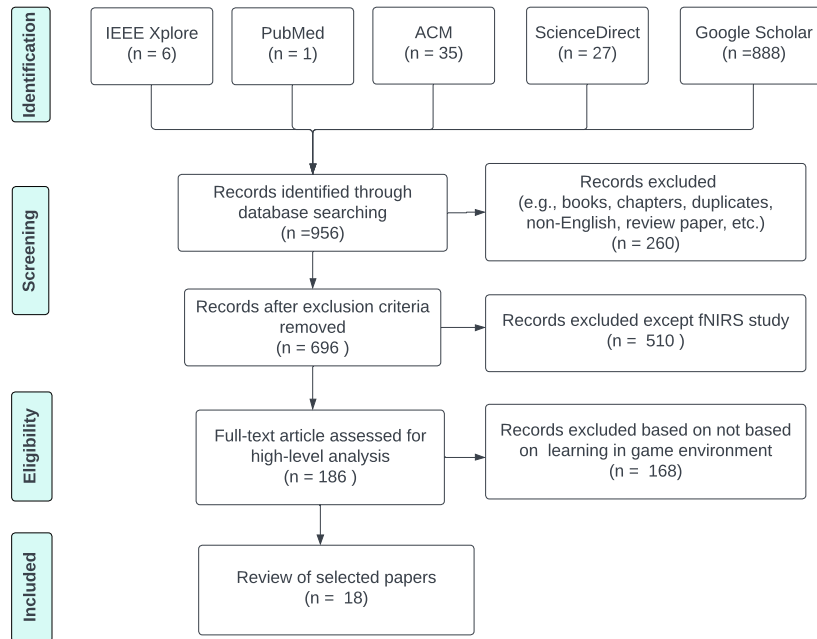 Identification
IEEE Xplore
(n = 6)
PubMed
(n = 1)
ACM
(n = 35)
ScienceDirect
(n = 27)
Google Scholar
(n =888)
Screening
Records identified through
database searching
(n =956)
Records excluded
(e.g., books, chapters, duplicates,
non-English, review paper, etc.)
(n = 260)
Records after exclusion criteria
removed
(n = 696 )
Records excluded except fNIRS study
(n =  510 )
Eligibility
Full-text article assessed for
high-level analysis
(n = 186 )
Records excluded based on not based
on  learning in game environment
(n =  168)
Included
Review of selected papers
(n =  18)